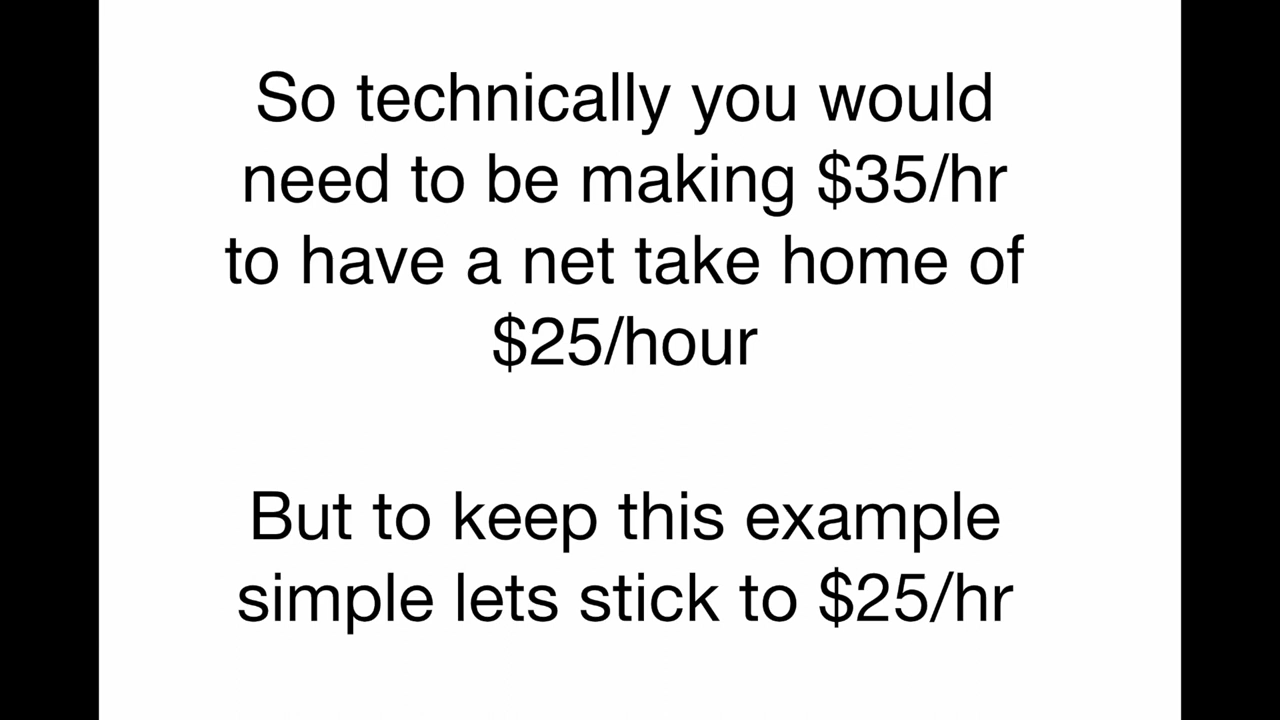 So technically you would
need to be making $35/hr
to have a net take home of
$25/hour
But to keep this example
simple lets stick to $25/hr